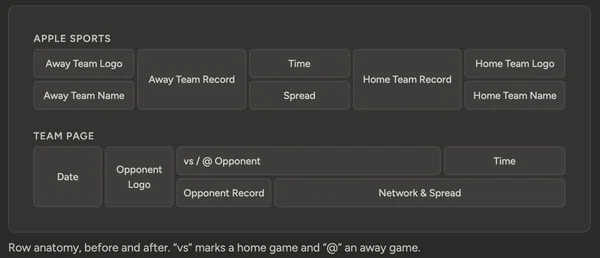 APPLE SPORTS
Away Team Logo
Away Team Name
Away Team Record
Time
Spread
Home Team Record
Home Team Logo
Home Team Name
TEAM PAGE
Date
Opponent
Logo
vs / @ Opponent
Time
Opponent Record
Network & Spread
Row anatomy, before and after. “vs” marks a home game and “@” an away game.